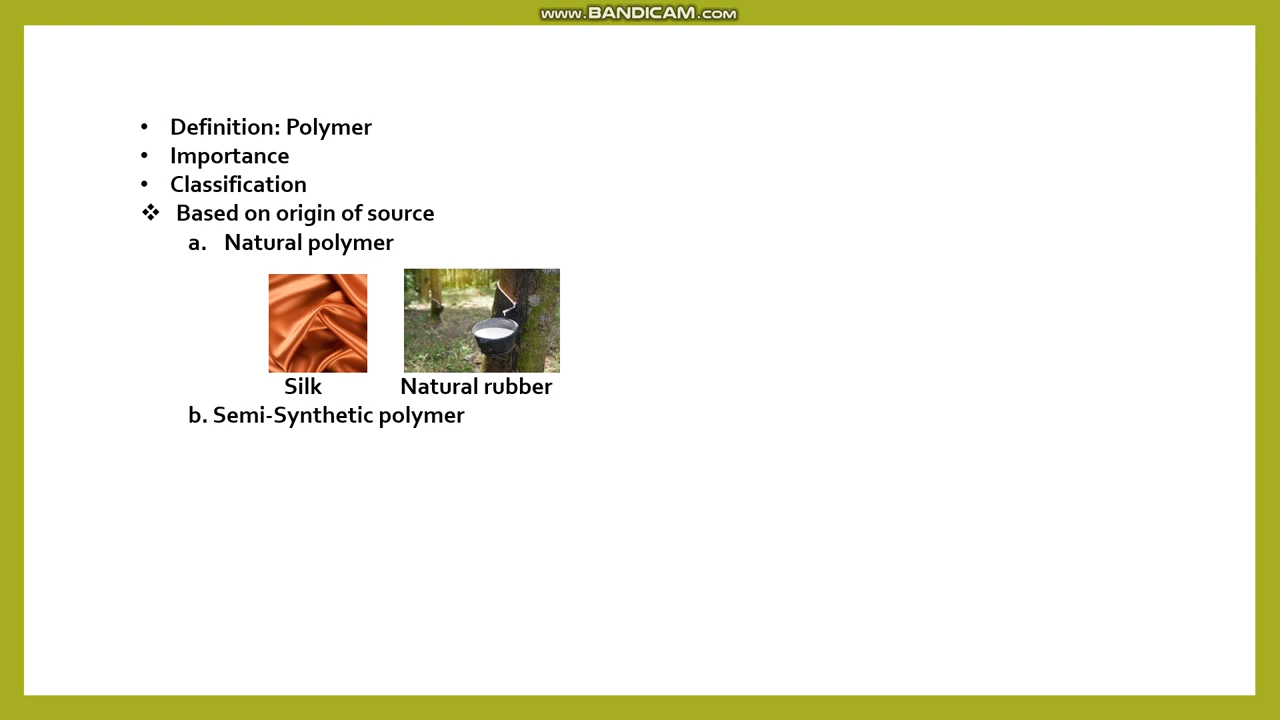 www.BANDICAM.com
• Definition: Polymer
• Importance
• Classification
❖ Based on origin of source
a. Natural polymer
Silk Natural rubber
b. Semi-Synthetic polymer